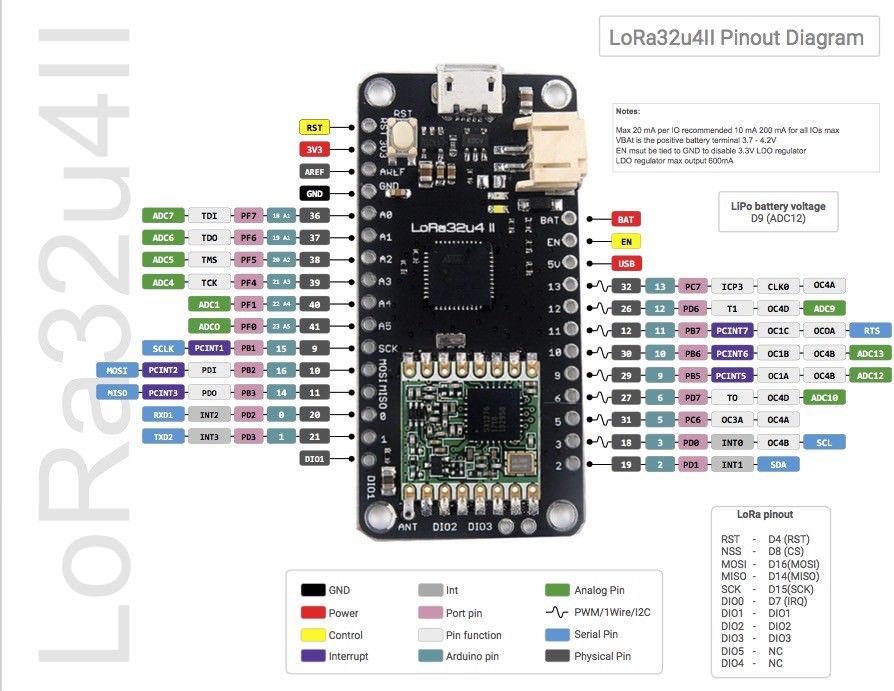 LoRa32u4II
LoRa32u4II Pinout Diagram
Notes:
Max 20 mA per IO recommended 10 mA 200 mA for all IOs max
VBAt is the positive battery terminal 3.7 - 4.2V
EN msut be tied to GND to disable 3.3V LDO regulator
LDO regulator max output 600mA
LiPo battery voltage
D9 (ADC12)
RST
3V3
AREF
GND
ADC7 TDI PF7 18 A1 36
ADC6 TDO PF6 19 A1 37
ADC5 TMS PF5 20 A2 38
ADC4 TCK PF4 21 A3 39
ADC1 PF1 22 A4 40
ADC0 PF0 23 A5 41
SCLK PCINT1 PB1 15 9
MOSI PCINT2 PDI PB2 16 10
MISO PCINT3 PDO PB3 14 11
RXD1 INT2 PD2 0 20
TXD2 INT3 PD3 1 21
DIO1
RST
RST
3V3
AREF
GND
A0
A1
A2
A3
A4
A5
SCK
MOSI
MISO
0
1
DIO1
LoRa32u4 II
BAT
EN
5V
13
12
11
10
9
6
5
3
2
ANT DIO2 DIO3
BAT
EN
USB
32 13 PC7 ICP3 CLK0 OC4A
26 12 PD6 T1 OC4D ADC9
12 11 PB7 PCINT7 OC1C OCOA RTS
30 10 PB6 PCINT6 OC1B OC4B ADC13
29 9 PB5 PCINT5 OC1A OC4B ADC12
27 6 PD7 TO OC4D ADC10
31 5 PC6 OC3A OC4A
18 3 PD0 INT0 OC4B SCL
19 2 PD1 INT1 SDA
LoRa pinout
RST - D4 (RST)
NSS - D8 (CS)
MOSI - D16(MOSI)
MISO - D14(MISO)
SCK - D15(SCK)
DIO0 - D7 (IRQ)
DIO1 - DIO1
DIO2 - DIO2
DIO3 - DIO3
DIO5 - NC
DIO4 - NC
GND Int Analog Pin
Power Port pin PWM/1Wire/I2C
Control Pin function Serial Pin
Interrupt Arduino pin Physical Pin